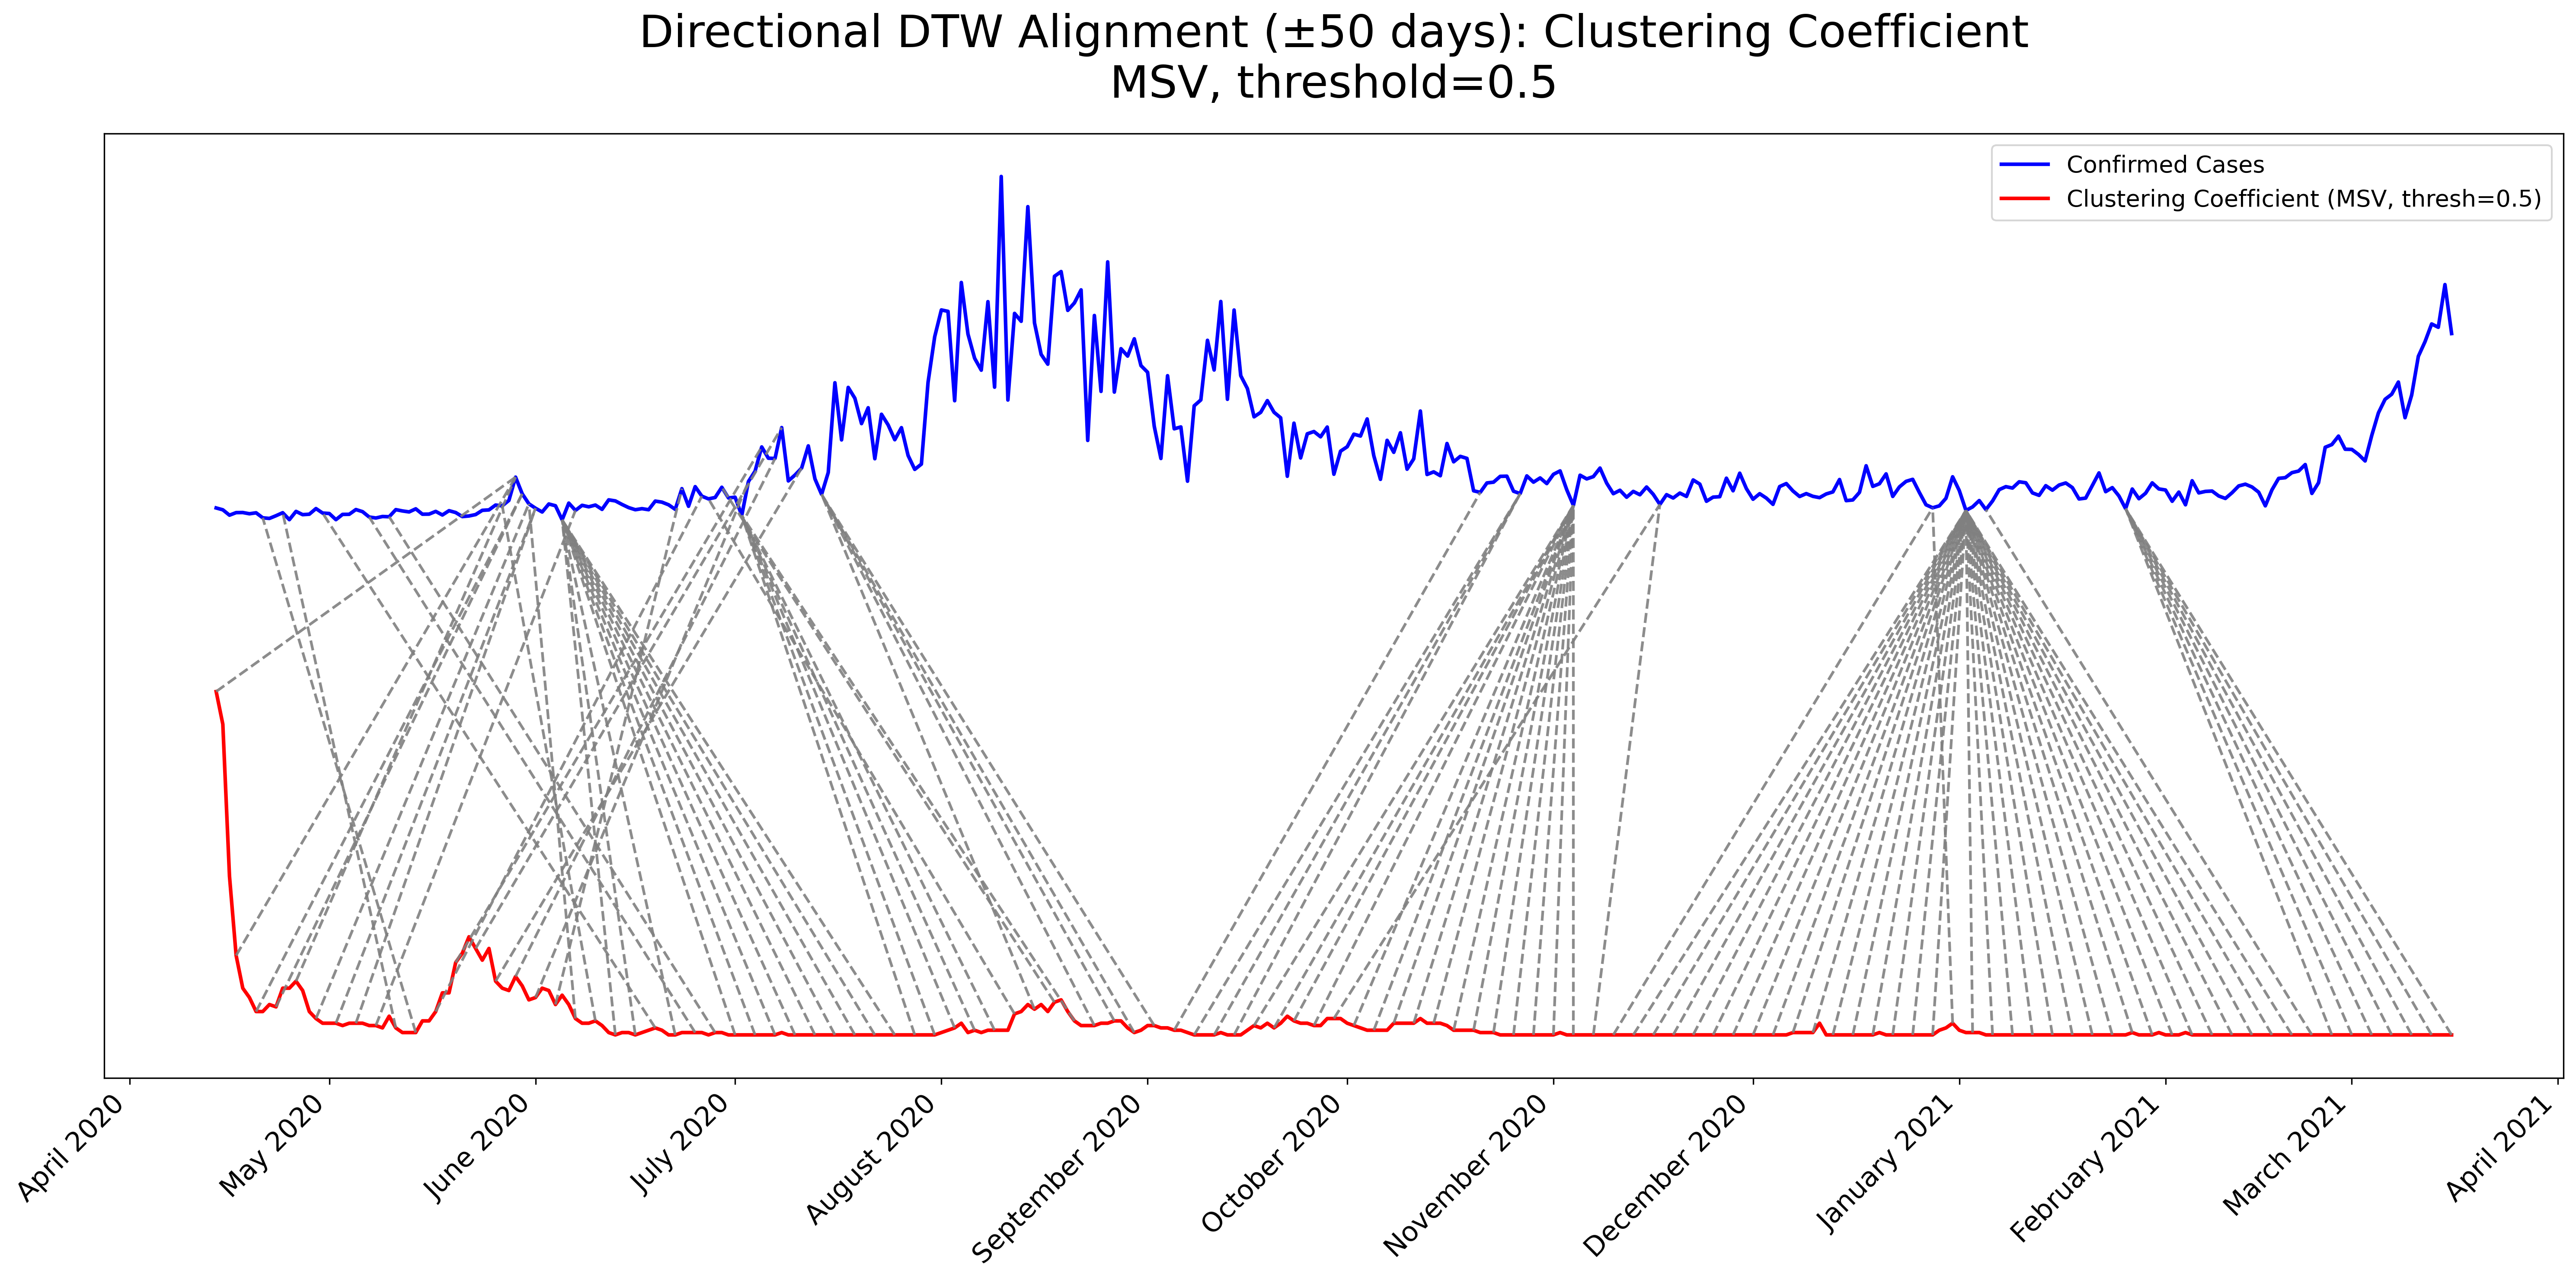 Directional DTW Alignment (±50 days): Clustering Coefficient
MSV, threshold=0.5
Confirmed Cases
Clustering Coefficient (MSV, thresh=0.5)
April 2020
May 2020
June 2020
July 2020
August 2020
September 2020
October 2020
November 2020
December 2020
January 2021
February 2021
March 2021
April 2021